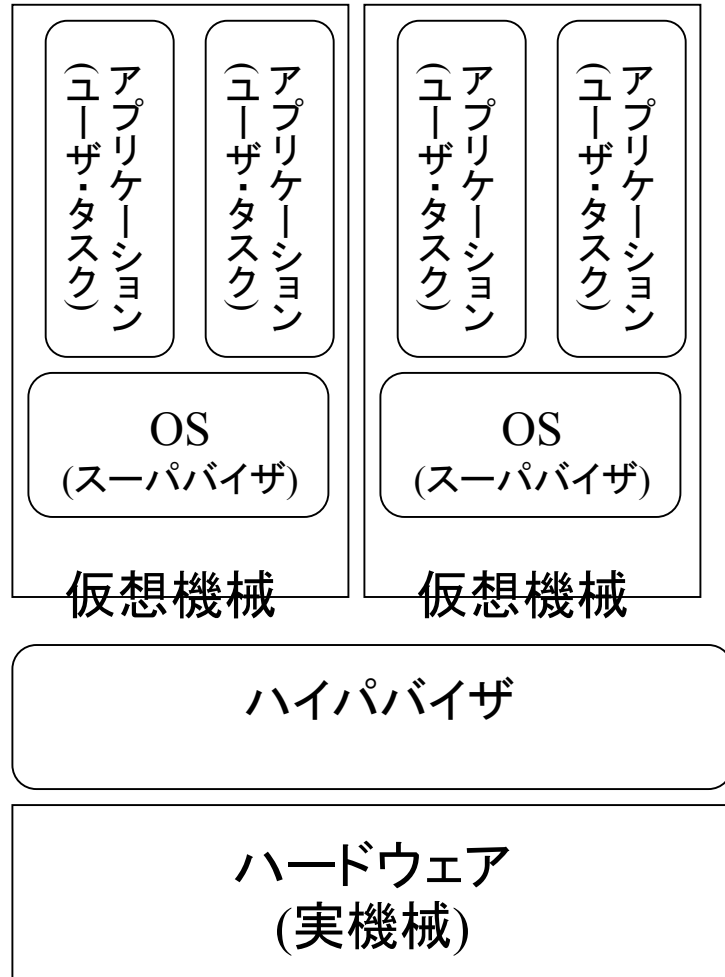 アプリケーション
(ユーザ・タスク)
アプリケーション
(ユーザ・タスク)
アプリケーション
(ユーザ・タスク)
アプリケーション
(ユーザ・タスク)
OS
(スーパバイザ)
OS
(スーパバイザ)
仮想機械
仮想機械
ハイパバイザ
ハードウェア
(実機械)